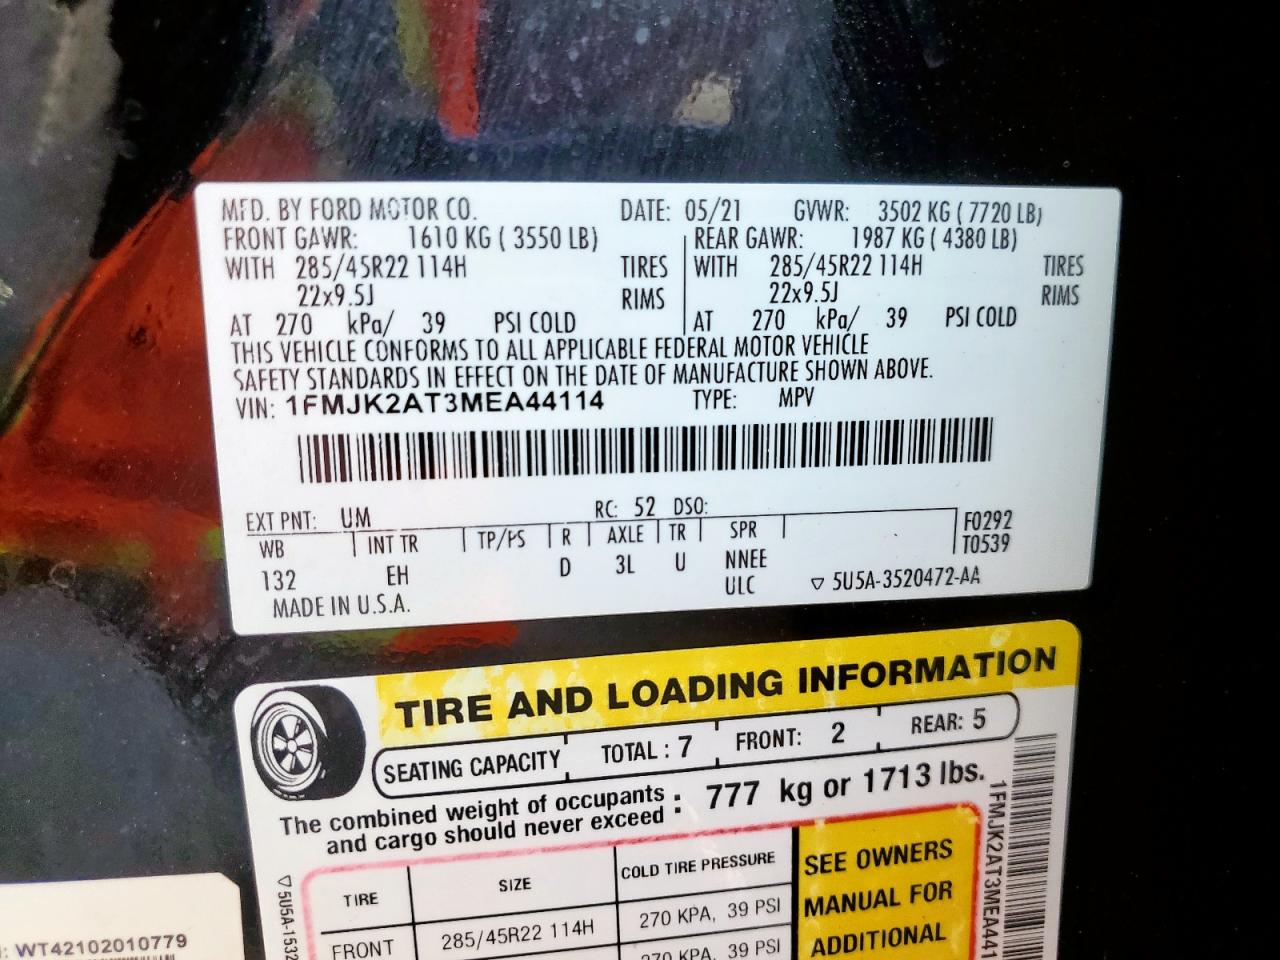 MFD. BY FORD MOTOR CO. DATE: 05/21 GVWR: 3502 KG ( 7720 LB)
FRONT GAWR: 1610 KG ( 3550 LB) REAR GAWR: 1987 KG ( 4380 LB)
WITH 285/45R22 114H TIRES WITH 285/45R22 114H TIRES
22x9.5J RIMS 22x9.5J RIMS
AT 270 kPa/ 39 PSI COLD AT 270 kPa/ 39 PSI COLD
THIS VEHICLE CONFORMS TO ALL APPLICABLE FEDERAL MOTOR VEHICLE
SAFETY STANDARDS IN EFFECT ON THE DATE OF MANUFACTURE SHOWN ABOVE.
VIN: 1FMJK2AT3MEA44114 TYPE: MPV
EXT PNT: UM RC: 52 DSO:
WB INT TR TP/PS R AXLE TR SPR F0292
T0539
132 EH D 3L U NNEE
ULC ▽ 5U5A-3520472-AA
MADE IN U.S.A.
TIRE AND LOADING INFORMATION
SEATING CAPACITY TOTAL : 7 FRONT: 2 REAR: 5
The combined weight of occupants
and cargo should never exceed : 777 kg or 1713 lbs.
TIRE SIZE COLD TIRE PRESSURE
FRONT 285/45R22 114H 270 KPA, 39 PSI
270 KPA, 39 PSI
SEE OWNERS
MANUAL FOR
ADDITIONAL
1FMJK2AT3MEA441
▽ 5U5A-1532
: WT42102010779